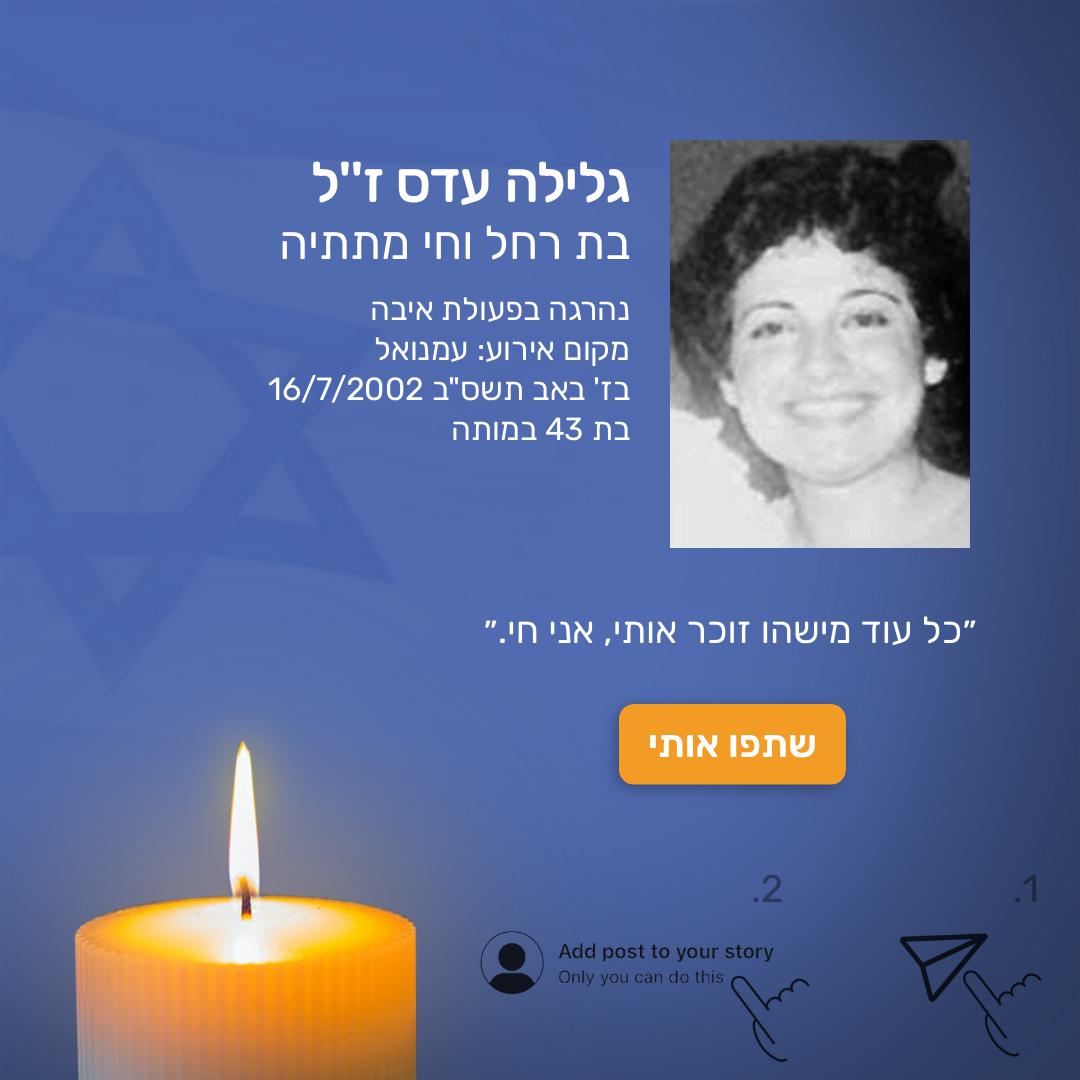 גלילה עדס ז"ל
בת רחל וחי מתתיה
נהרגה בפעולת איבה
מקום אירוע: עמנואל
בז' באב תשס"ב 16/7/2002
בת 43 במותה
״כל עוד מישהו זוכר אותי, אני חי.״
שתפו אותי
.1
.2
Add post to your story
Only you can do this